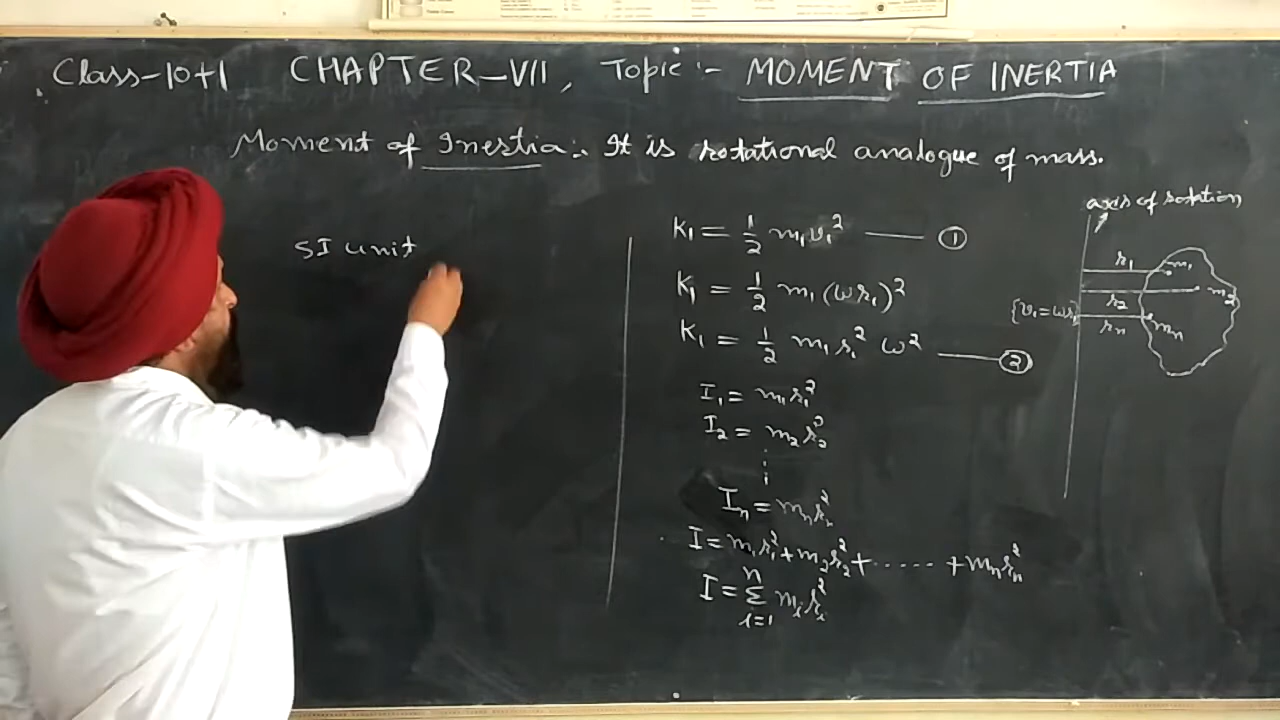 Class-10+1 CHAPTER-VII, Topic :- MOMENT OF INERTIA
Moment of Inertia :. It is rotational analogue of mass.
SI unit
K₁ = 1/2 m₁v₁² —— ①
K₁ = 1/2 m₁(ωr₁)²
K₁ = 1/2 m₁r₁² ω² —— ②
I₁ = m₁r₁²
I₂ = m₂r₂²
⋮
Iₙ = mₙrₙ²
I = m₁r₁² + m₂r₂² + ...... + mₙrₙ²
I = n Σ i=1 mᵢrᵢ²
axis of rotation
r₁ m₁
r₂ m₂
{v₁=ωr₁}
rₙ mₙ